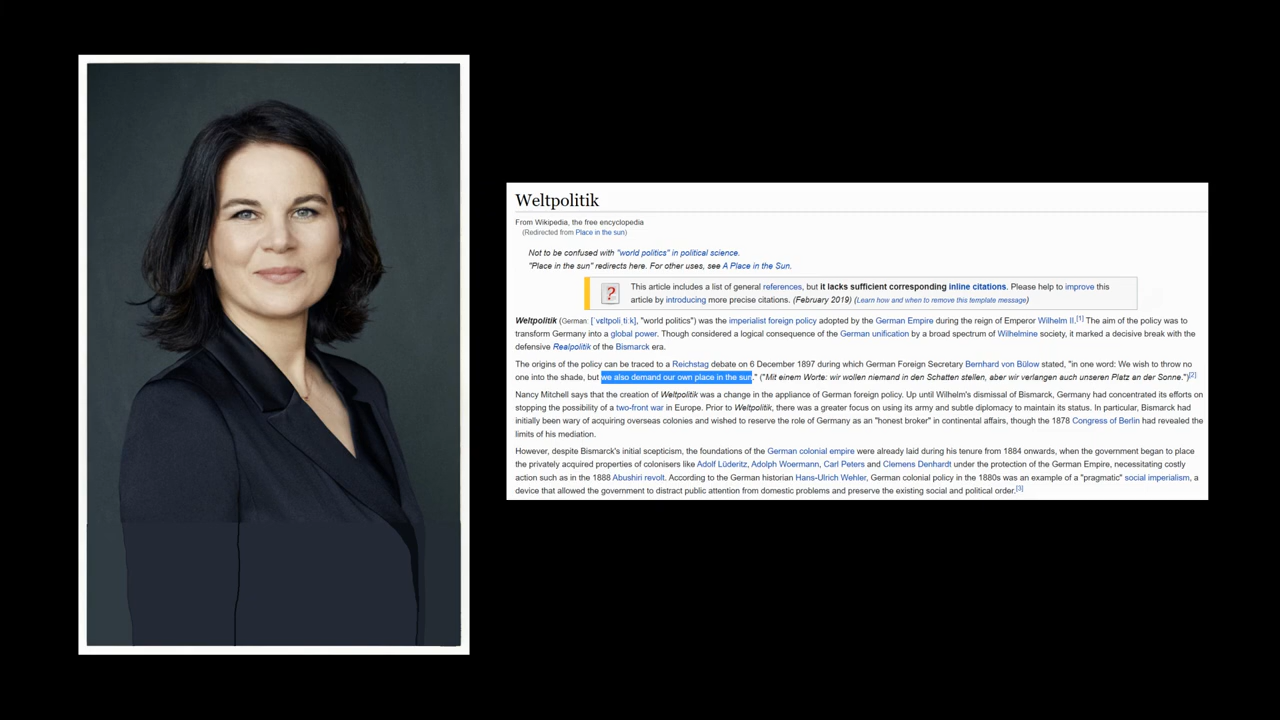 Weltpolitik
From Wikipedia, the free encyclopedia
(Redirected from Place in the sun)
Not to be confused with "world politics" in political science.
"Place in the sun" redirects here. For other uses, see A Place in the Sun.
This article includes a list of general references, but it lacks sufficient corresponding inline citations. Please help to improve this
article by introducing more precise citations. (February 2019) (Learn how and when to remove this template message)
Weltpolitik (German: [ˈvɛltpoliˌtiːk], "world politics") was the imperialist foreign policy adopted by the German Empire during the reign of Emperor Wilhelm II.[1] The aim of the policy was to
transform Germany into a global power. Though considered a logical consequence of the German unification by a broad spectrum of Wilhelmine society, it marked a decisive break with the
defensive Realpolitik of the Bismarck era.
The origins of the policy can be traced to a Reichstag debate on 6 December 1897 during which German Foreign Secretary Bernhard von Bülow stated, "in one word: We wish to throw no
one into the shade, but we also demand our own place in the sun." ("Mit einem Worte: wir wollen niemand in den Schatten stellen, aber wir verlangen auch unseren Platz an der Sonne.")[2]
Nancy Mitchell says that the creation of Weltpolitik was a change in the appliance of German foreign policy. Up until Wilhelm's dismissal of Bismarck, Germany had concentrated its efforts on
stopping the possibility of a two-front war in Europe. Prior to Weltpolitik, there was a greater focus on using its army and subtle diplomacy to maintain its status. In particular, Bismarck had
initially been wary of acquiring overseas colonies and wished to reserve the role of Germany as an "honest broker" in continental affairs, though the 1878 Congress of Berlin had revealed the
limits of his mediation.
However, despite Bismarck's initial scepticism, the foundations of the German colonial empire were already laid during his tenure from 1884 onwards, when the government began to place
the privately acquired properties of colonisers like Adolf Lüderitz, Adolph Woermann, Carl Peters and Clemens Denhardt under the protection of the German Empire, necessitating costly
action such as in the 1888 Abushiri revolt. According to the German historian Hans-Ulrich Wehler, German colonial policy in the 1880s was an example of a "pragmatic" social imperialism, a
device that allowed the government to distract public attention from domestic problems and preserve the existing social and political order.[3]